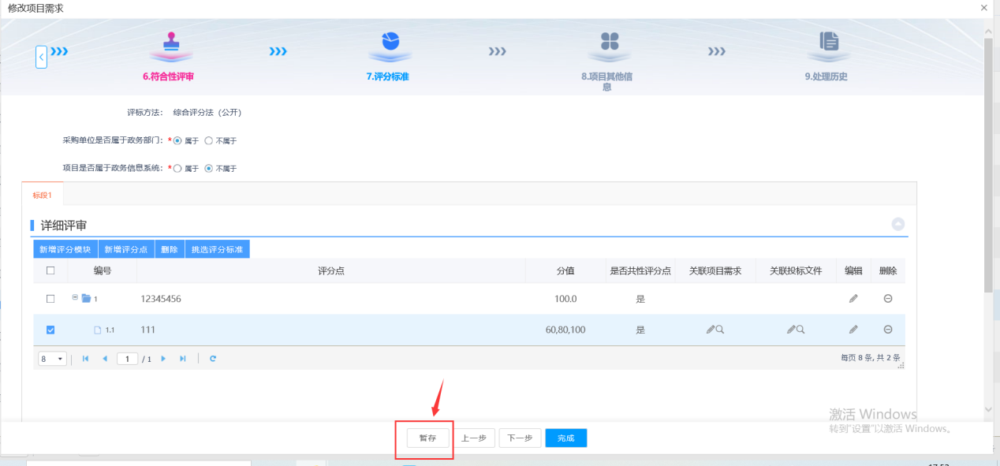 修改项目需求
6.符合性评审
7.评分标准
8.项目其他信
息
9.处理历史
评标方法： 综合评分法（公开）
采购单位是否属于政务部门：*属于 不属于
项目是否属于政务信息系统：*属于 不属于
标段1
详细评审
新增评分模块 新增评分点 删除 挑选评分标准
编号 评分点 分值 是否共性评分点 关联项目需求 关联投标文件 编辑 删除
1 12345456 100.0 是
1.1 111 60,80,100 是
8 1 / 1 每页 8 条, 共 2 条
激活 Windows
转到"设置"以激活 Windows。
暂存 上一步 下一步 完成